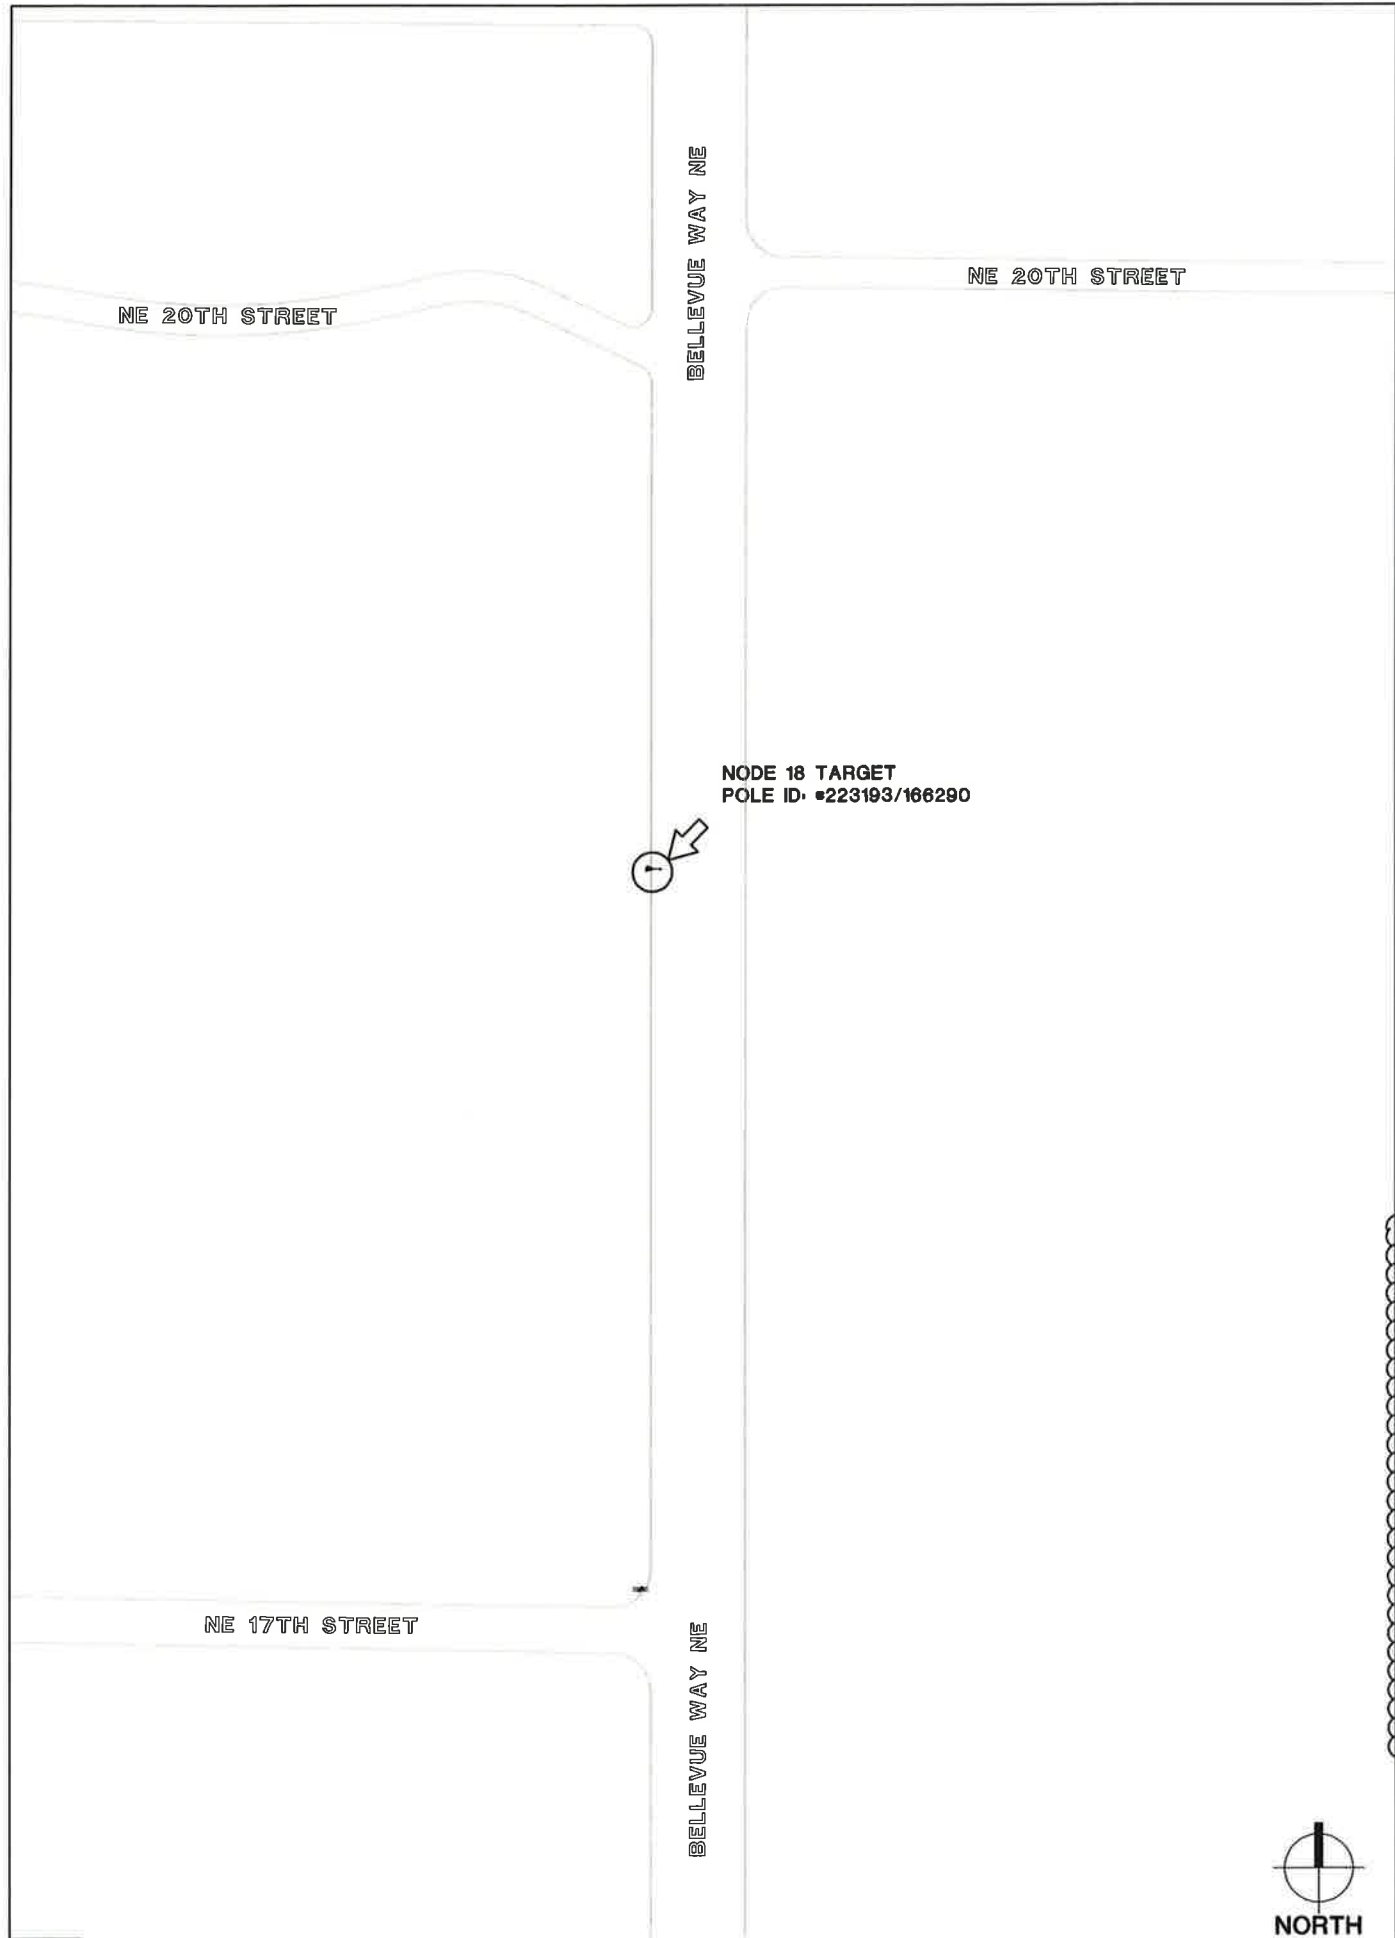 BELLEVUE WAY NE
NE 20TH STREET
NE 20TH STREET
NODE 18 TARGET
POLE ID: #223193/166290
NE 17TH STREET
BELLEVUE WAY NE
NORTH